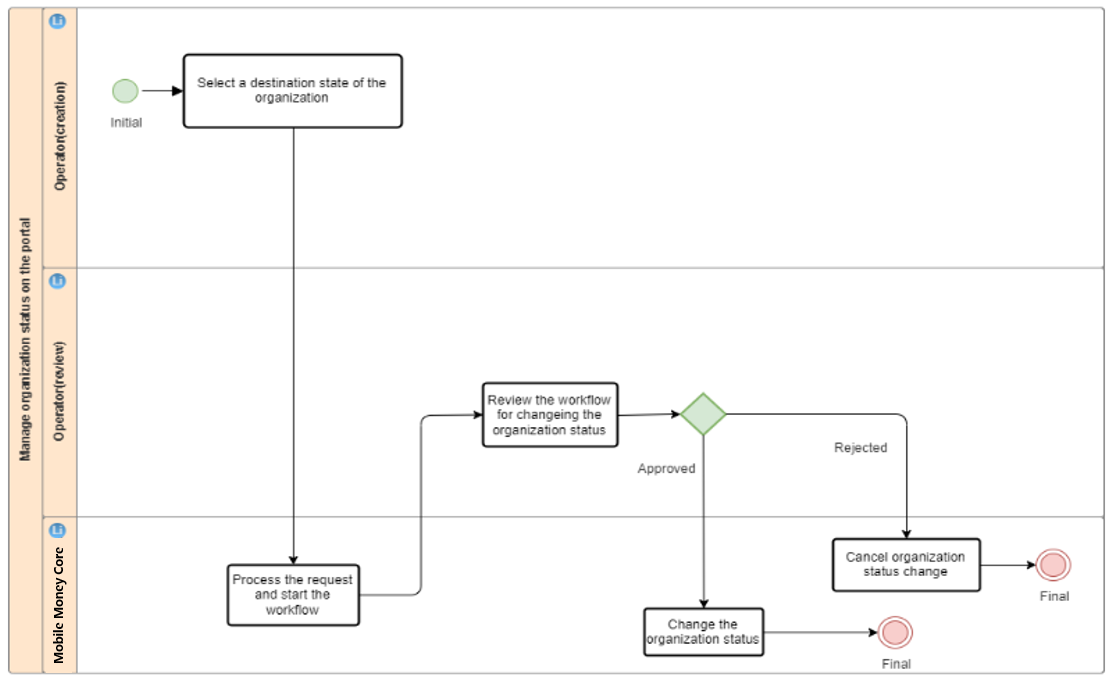 Manage organization status on the portal
Operator(creation)
Initial
Select a destination state of the
organization
Operator(review)
Review the workflow
for changeing the
organization status
Approved
Rejected
Mobile Money Core
Process the request
and start the
workflow
Cancel organization
status change
Final
Change the
organization status
Final